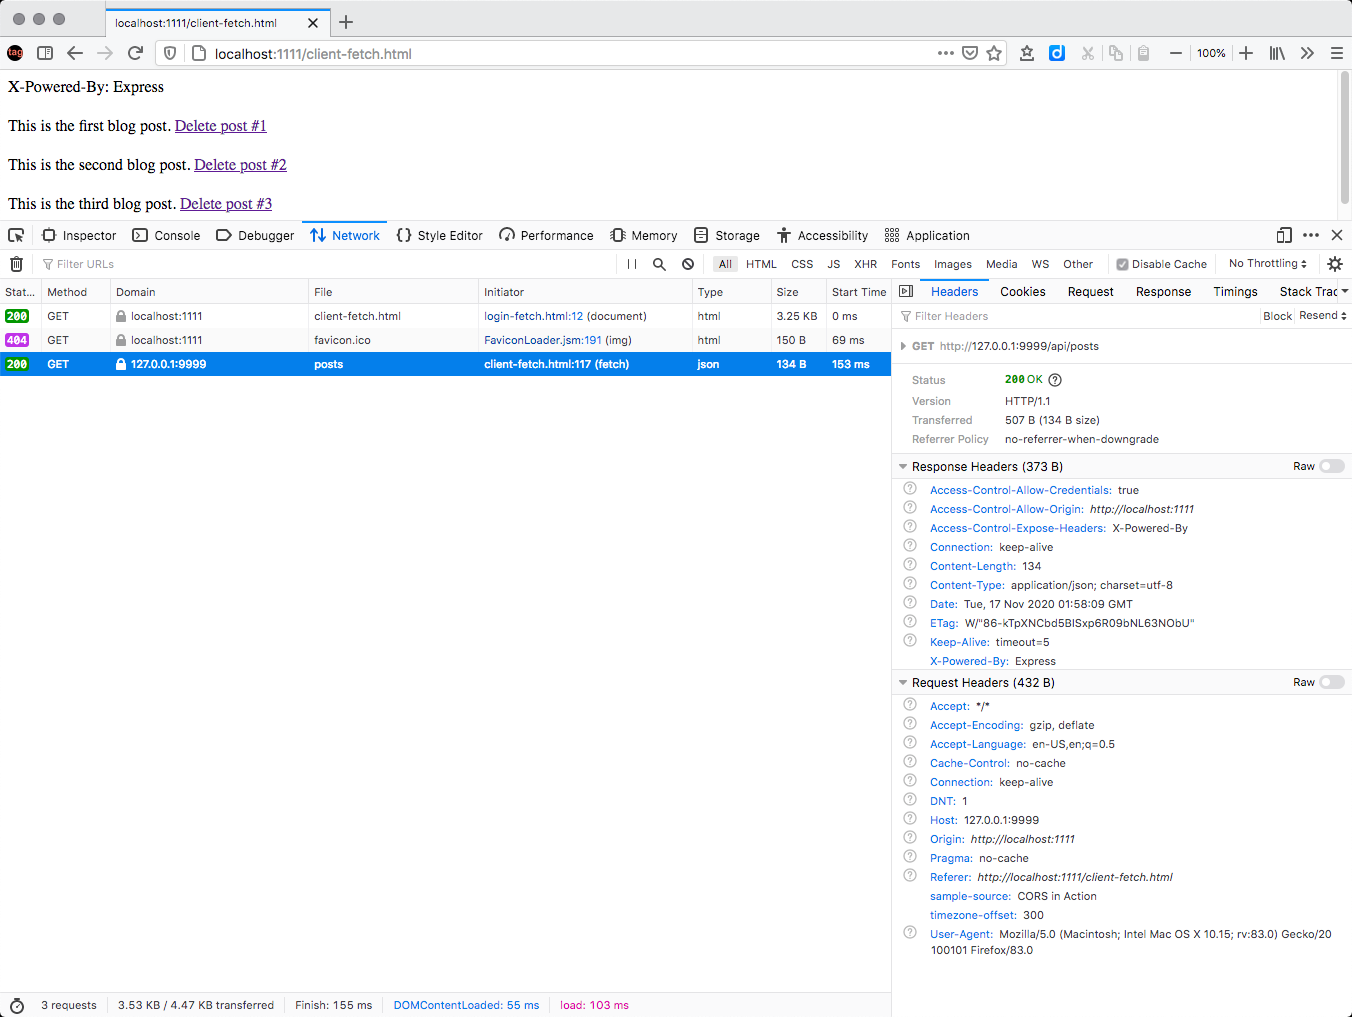 localhost:1111/client-fetch.html
tag
localhost:1111/client-fetch.html
100%
X-Powered-By: Express
This is the first blog post. Delete post #1
This is the second blog post. Delete post #2
This is the third blog post. Delete post #3
Inspector Console Debugger Network Style Editor Performance Memory Storage Accessibility Application
Filter URLs All HTML CSS JS XHR Fonts Images Media WS Other Disable Cache No Throttling
Stat... Method Domain File Initiator Type Size Start Time
200 GET localhost:1111 client-fetch.html login-fetch.html:12 (document) html 3.25 KB 0 ms
404 GET localhost:1111 favicon.ico FaviconLoader.jsm:191 (img) html 150 B 69 ms
200 GET 127.0.0.1:9999 posts client-fetch.html:117 (fetch) json 134 B 153 ms
Headers Cookies Request Response Timings Stack Trac
Filter Headers Block Resend
GET http://127.0.0.1:9999/api/posts
Status 200 OK
Version HTTP/1.1
Transferred 507 B (134 B size)
Referrer Policy no-referrer-when-downgrade
Response Headers (373 B) Raw
Access-Control-Allow-Credentials: true
Access-Control-Allow-Origin: http://localhost:1111
Access-Control-Expose-Headers: X-Powered-By
Connection: keep-alive
Content-Length: 134
Content-Type: application/json; charset=utf-8
Date: Tue, 17 Nov 2020 01:58:09 GMT
ETag: W/"86-kTpXNCbd5BISxp6R09bNL63NObU"
Keep-Alive: timeout=5
X-Powered-By: Express
Request Headers (432 B) Raw
Accept: */*
Accept-Encoding: gzip, deflate
Accept-Language: en-US,en;q=0.5
Cache-Control: no-cache
Connection: keep-alive
DNT: 1
Host: 127.0.0.1:9999
Origin: http://localhost:1111
Pragma: no-cache
Referer: http://localhost:1111/client-fetch.html
sample-source: CORS in Action
timezone-offset: 300
User-Agent: Mozilla/5.0 (Macintosh; Intel Mac OS X 10.15; rv:83.0) Gecko/20
100101 Firefox/83.0
3 requests 3.53 KB / 4.47 KB transferred Finish: 155 ms DOMContentLoaded: 55 ms load: 103 ms